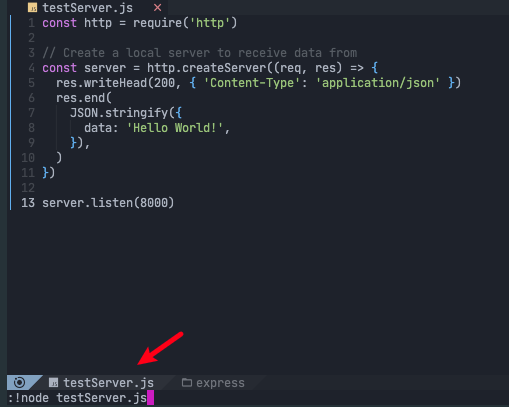 testServer.js ×
1 const http = require('http')
2
3 // Create a local server to receive data from
4 const server = http.createServer((req, res) => {
5   res.writeHead(200, { 'Content-Type': 'application/json' })
6   res.end(
7     JSON.stringify({
8       data: 'Hello World!',
9     }),
10   )
11 })
12
13 server.listen(8000)
testServer.js express
:!node testServer.js